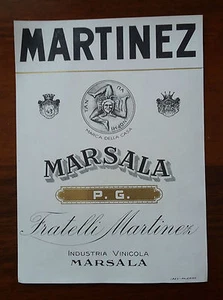 MARTINEZ
MARCA DELLA CASA
MARSALA
P. G.
Fratelli Martinez
INDUSTRIA VINICOLA
MARSALA